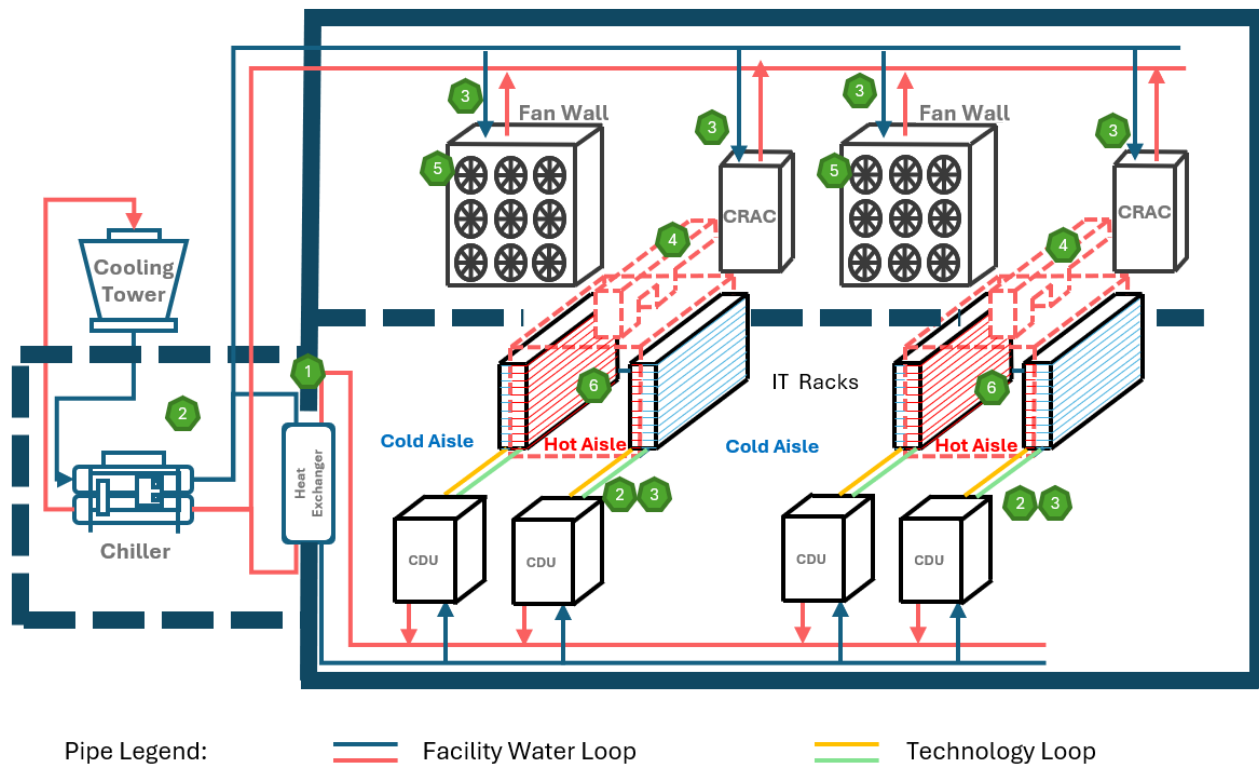 3
Fan Wall
3
3
Fan Wall
3
5
5
CRAC
CRAC
4
4
Cooling
Tower
1
6
IT Racks
6
2
Cold Aisle
Hot Aisle
Cold Aisle
Hot Aisle
Heat
Exchanger
2
3
2
3
Chiller
CDU
CDU
CDU
CDU
Pipe Legend:
Facility Water Loop
Technology Loop